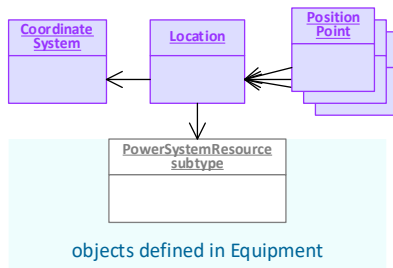 Coordinate
System
Location
Position
Point
PowerSystemResource
subtype
objects defined in Equipment